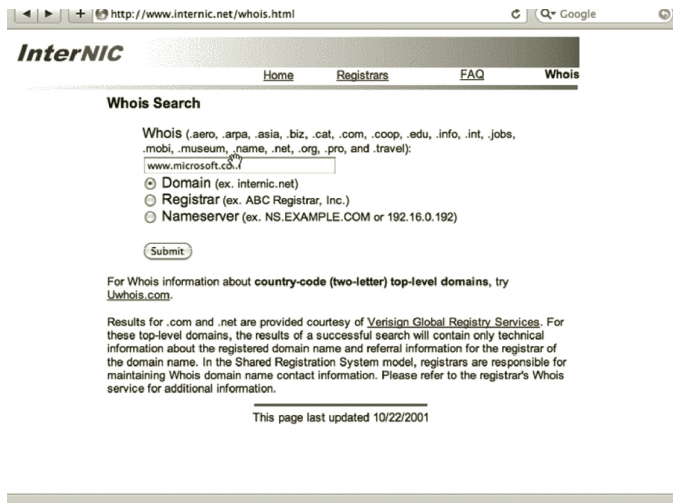 http://www.internic.net/whois.html
Google
InterNIC
Home Registrars FAQ Whois
Whois Search
Whois (.aero, .arpa, .asia, .biz, .cat, .com, .coop, .edu, .info, .int, .jobs,
.mobi, .museum, .name, .net, .org, .pro, and .travel):
www.microsoft.co
Domain (ex. internic.net)
Registrar (ex. ABC Registrar, Inc.)
Nameserver (ex. NS.EXAMPLE.COM or 192.16.0.192)
Submit
For Whois information about country-code (two-letter) top-level domains, try
Uwhois.com.
Results for .com and .net are provided courtesy of Verisign Global Registry Services. For
these top-level domains, the results of a successful search will contain only technical
information about the registered domain name and referral information for the registrar of
the domain name. In the Shared Registration System model, registrars are responsible for
maintaining Whois domain name contact information. Please refer to the registrar's Whois
service for additional information.
This page last updated 10/22/2001